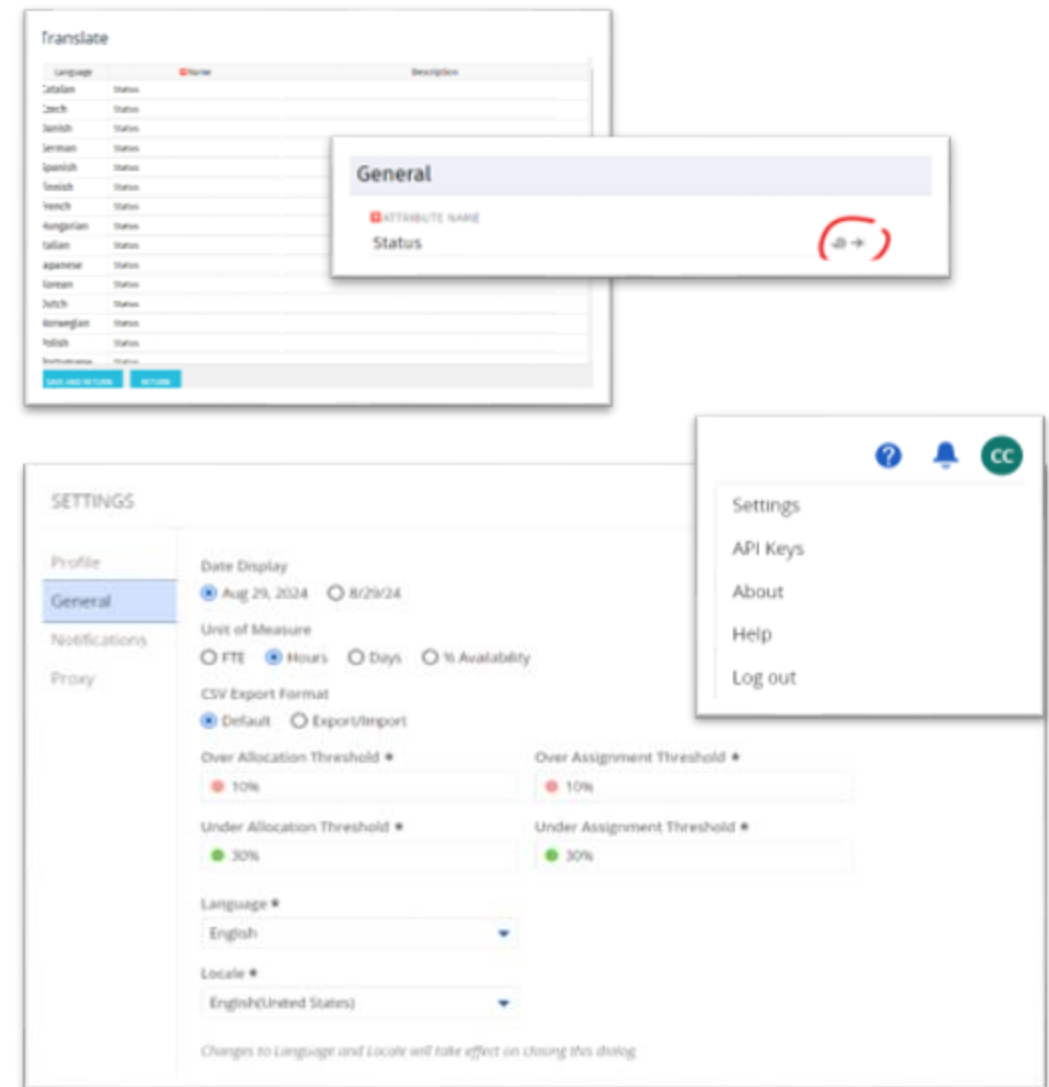 Translate
Language Name Description
Catalan Status
Czech Status
Danish Status
German Status
Spanish Status
Finnish Status
French Status
Hungarian Status
Italian Status
Japanese Status
Korean Status
Dutch Status
Norwegian Status
Polish Status
Portuguese Status
SAVE AND RETURN RETURN
General
ATTRIBUTE NAME
Status
? CC
Settings
API Keys
About
Help
Log out
SETTINGS
Profile
General
Notifications
Proxy
Date Display
Aug 29, 2024 8/29/24
Unit of Measure
FTE Hours Days % Availability
CSV Export Format
Default Export/Import
Over Allocation Threshold * Over Assignment Threshold *
10% 10%
Under Allocation Threshold * Under Assignment Threshold *
30% 30%
Language *
English
Locale *
English(United States)
Changes to Language and Locale will take effect on closing this dialog